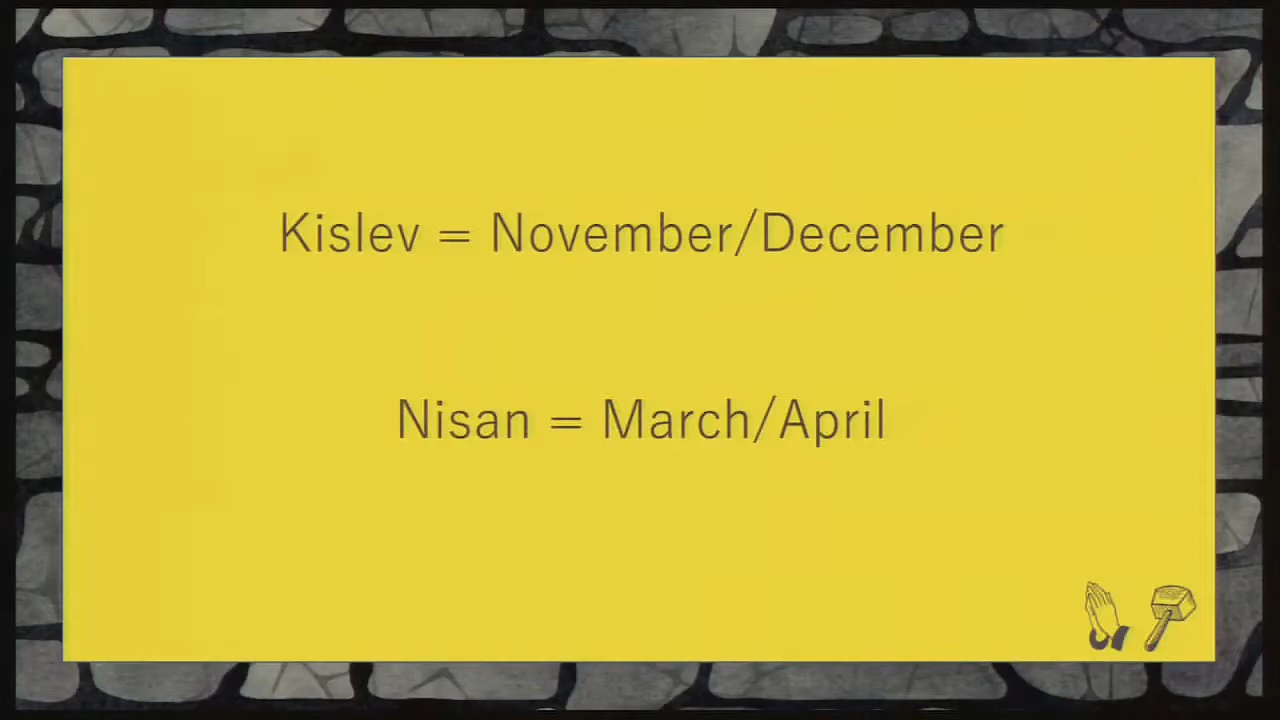 Kislev = November/December
Nisan = March/April